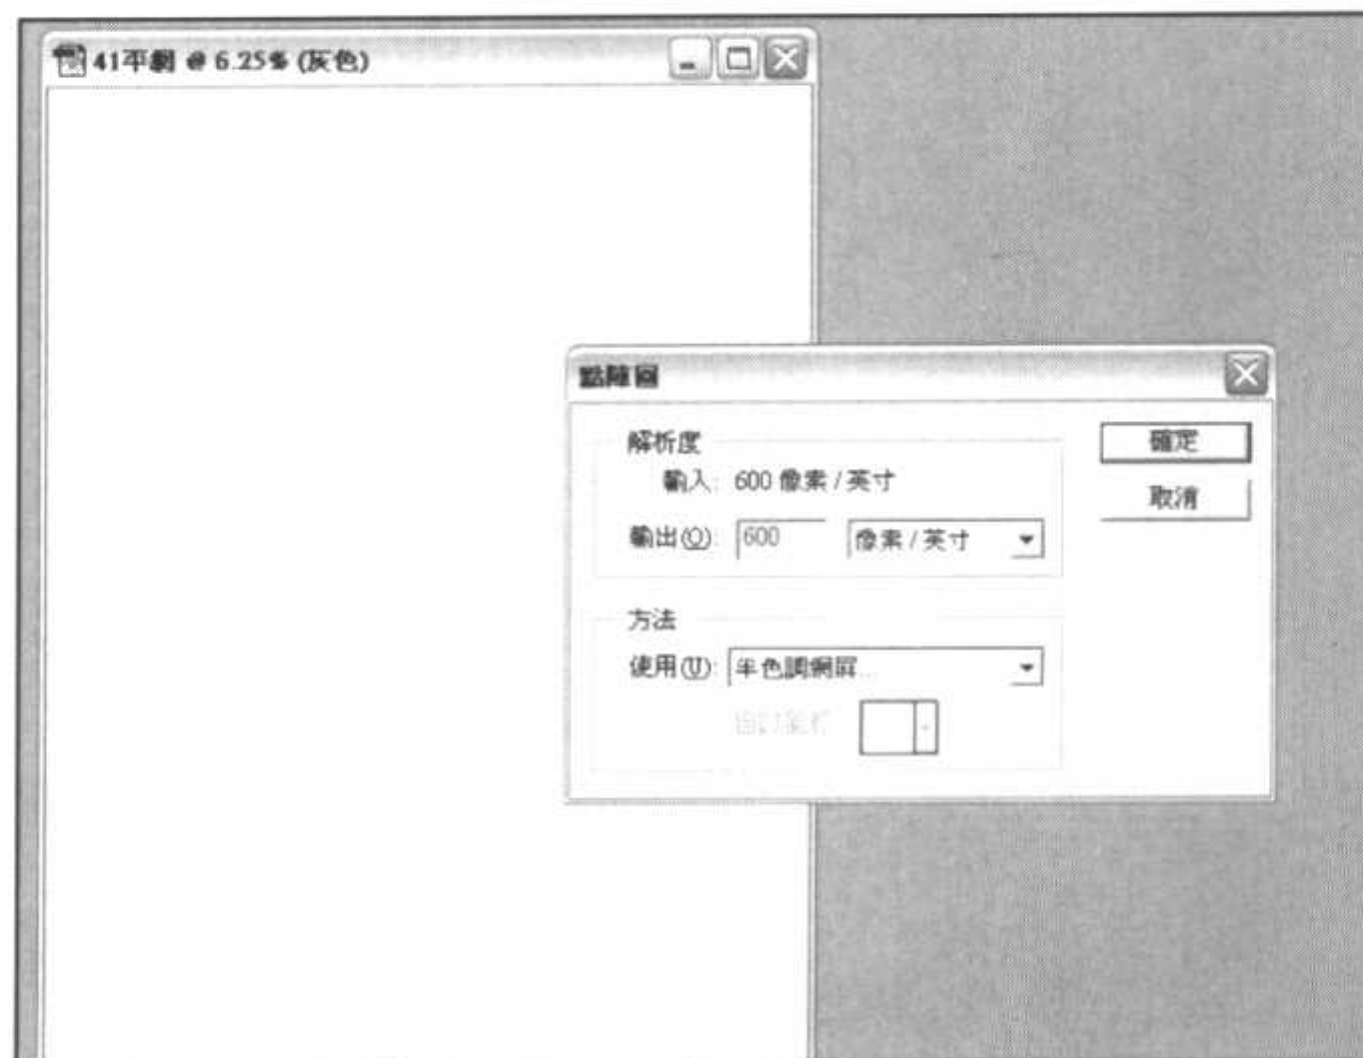 41平網 @ 6.25% (灰色)
點陣圖
解析度
輸入: 600 像素 / 英寸
輸出(O): 600 像素 / 英寸
方法
使用(U): 半色調網屏...
確定
取消